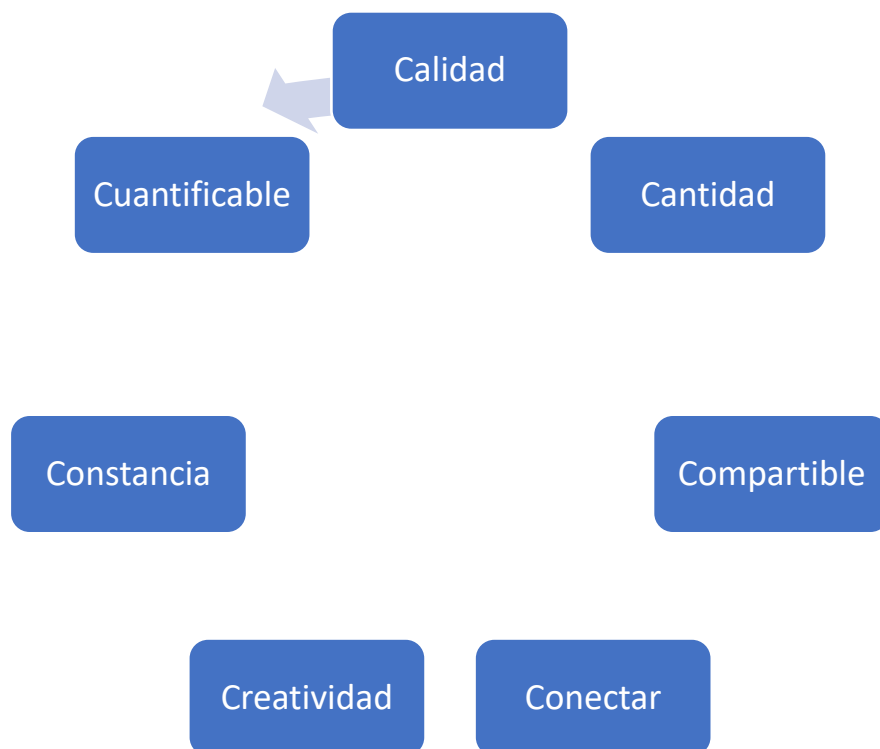 Calidad
Cuantificable
Cantidad
Constancia
Compartible
Creatividad
Conectar